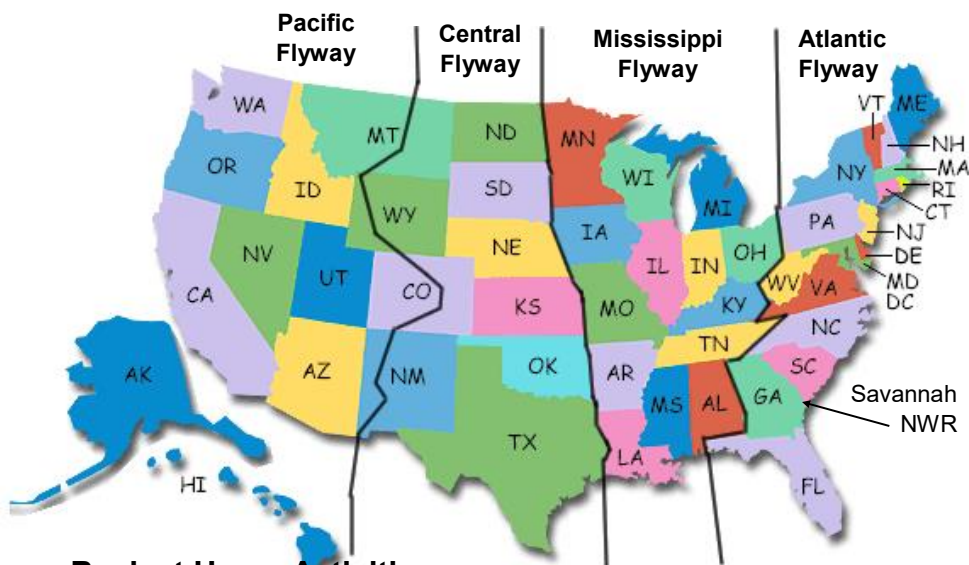 Pacific
Flyway
Central
Flyway
Mississippi
Flyway
Atlantic
Flyway
WA
MT
ND
MN
VT
ME
OR
ID
SD
WI
NY
NH
MA
RI
CT
WY
MI
NV
UT
NE
IA
PA
NJ
DE
MD
DC
CA
CO
KS
MO
IL
IN
OH
WV
VA
KY
NC
AZ
NM
OK
AR
TN
SC
AK
TX
MS
AL
GA
Savannah
NWR
LA
HI
FL